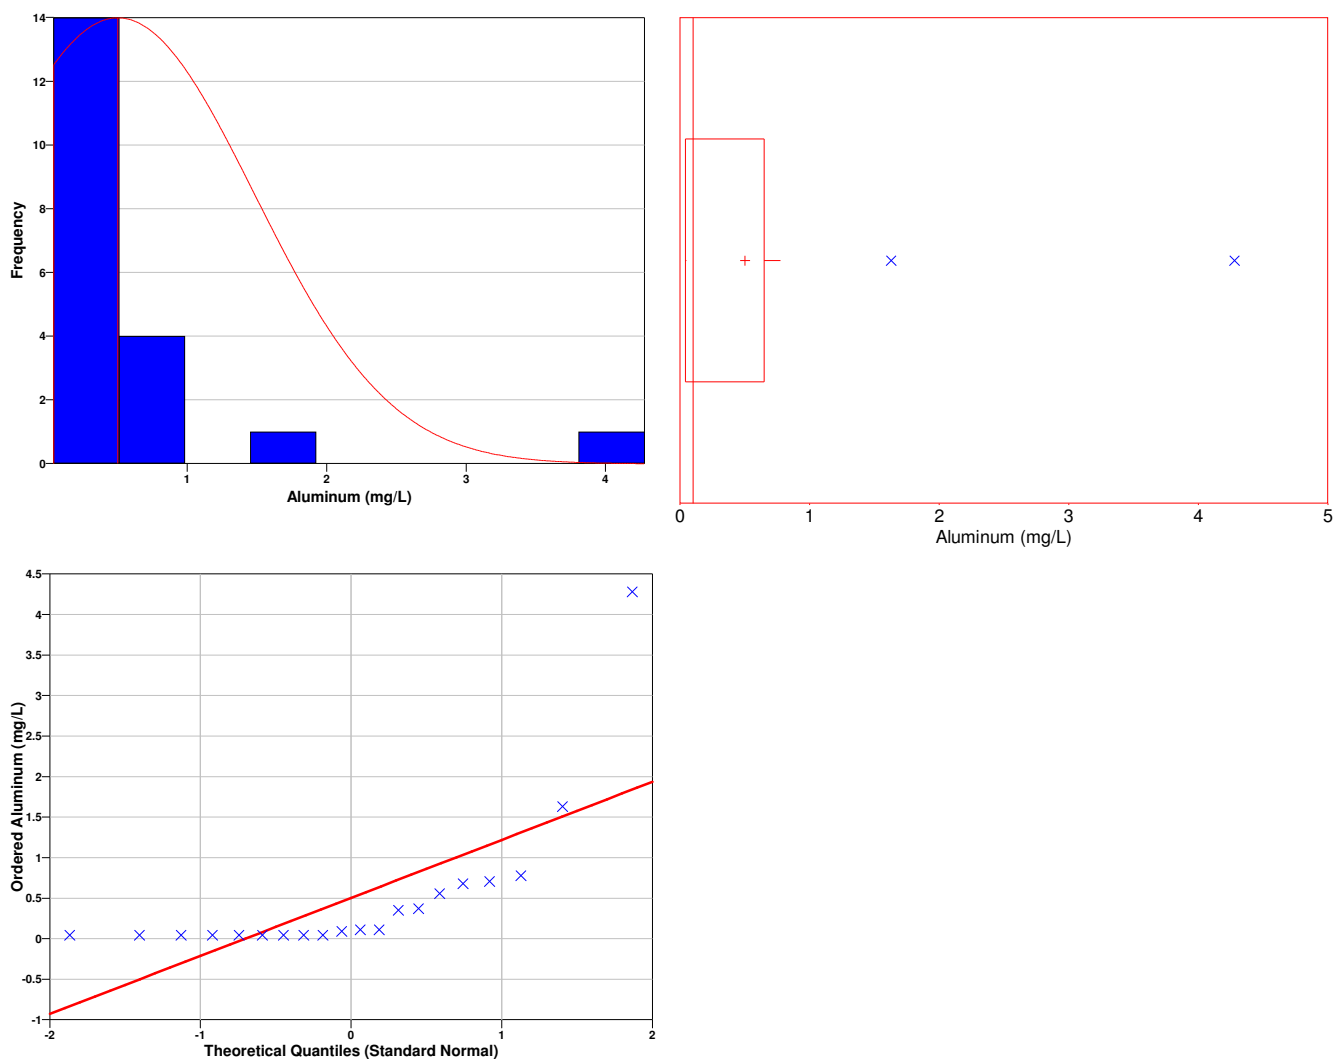 14
12
10
8
6
4
2
0
Frequency
1 2 3 4
Aluminum (mg/L)
0 1 2 3 4 5
Aluminum (mg/L)
4.5
4
3.5
3
2.5
2
1.5
1
0.5
0
-0.5
-1
Ordered Aluminum (mg/L)
-2 -1 0 1 2
Theoretical Quantiles (Standard Normal)